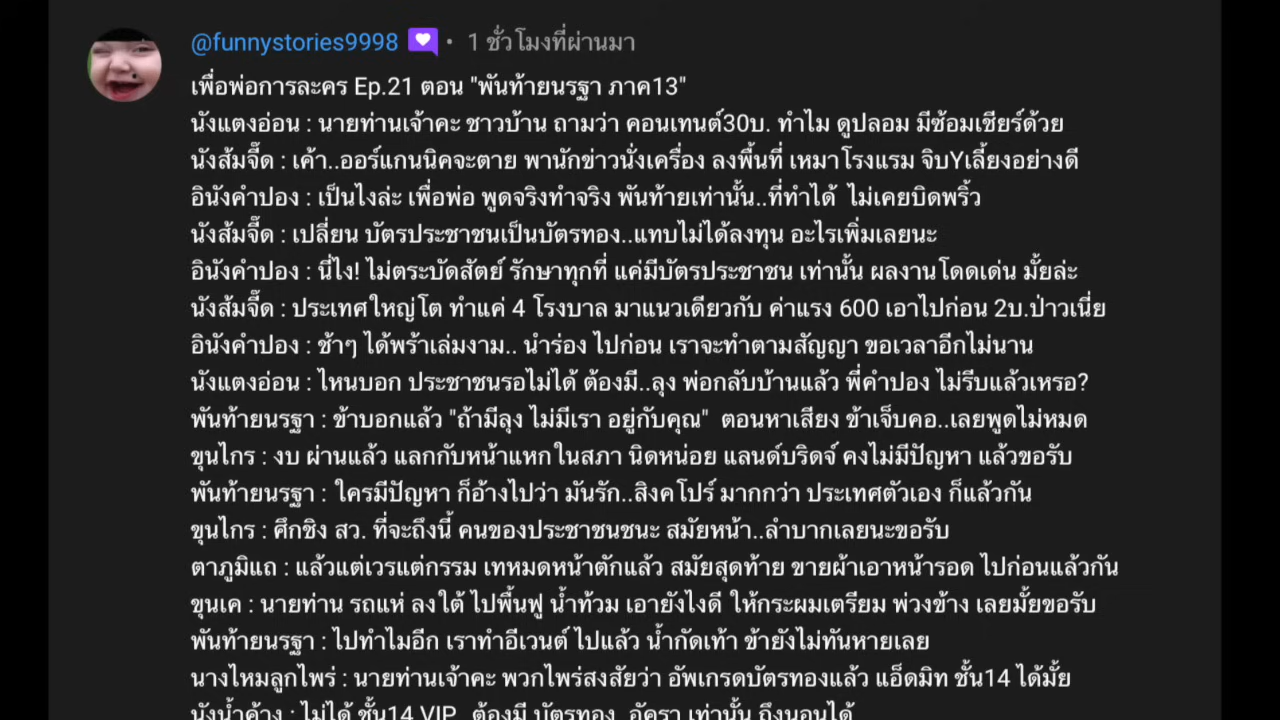 @funnystories9998 • 1 ชั่วโมงที่ผ่านมา
เพื่อพ่อการละคร Ep.21 ตอน "พันท้ายนรฐา ภาค13"
นังแตงอ่อน : นายท่านเจ้าคะ ชาวบ้าน ถามว่า คอนเทนต์30บ. ทำไม ดูปลอม มีซ้อมเชียร์ด้วย
นังส้มจี๊ด : เค้า..ออร์แกนนิคจะตาย พานักข่าวนั่งเครื่อง ลงพื้นที่ เหมาโรงแรม จิบYเลี้ยงอย่างดี
อินังคำปอง : เป็นไงล่ะ เพื่อพ่อ พูดจริงทำจริง พันท้ายเท่านั้น..ที่ทำได้ ไม่เคยบิดพริ้ว
นังส้มจี๊ด : เปลี่ยน บัตรประชาชนเป็นบัตรทอง..แทบไม่ได้ลงทุน อะไรเพิ่มเลยนะ
อินังคำปอง : นี่ไง! ไม่ตระบัดสัตย์ รักษาทุกที่ แค่มีบัตรประชาชน เท่านั้น ผลงานโดดเด่น มั้ยล่ะ
นังส้มจี๊ด : ประเทศใหญ่โต ทำแค่ 4 โรงบาล มาแนวเดียวกับ ค่าแรง 600 เอาไปก่อน 2บ.ป่าวเนี่ย
อินังคำปอง : ช้าๆ ได้พร้าเล่มงาม.. นำร่อง ไปก่อน เราจะทำตามสัญญา ขอเวลาอีกไม่นาน
นังแตงอ่อน : ไหนบอก ประชาชนรอไม่ได้ ต้องมี..ลุง พ่อกลับบ้านแล้ว พี่คำปอง ไม่รีบแล้วเหรอ?
พันท้ายนรฐา : ข้าบอกแล้ว "ถ้ามีลุง ไม่มีเรา อยู่กับคุณ" ตอนหาเสียง ข้าเจ็บคอ..เลยพูดไม่หมด
ขุนไกร : งบ ผ่านแล้ว แลกกับหน้าแหกในสภา นิดหน่อย แลนด์บริดจ์ คงไม่มีปัญหา แล้วขอรับ
พันท้ายนรฐา : ใครมีปัญหา ก็อ้างไปว่า มันรัก..สิงคโปร์ มากกว่า ประเทศตัวเอง ก็แล้วกัน
ขุนไกร : ศึกชิง สว. ที่จะถึงนี้ คนของประชาชนชนะ สมัยหน้า..ลำบากเลยนะขอรับ
ตาภูมิแถ : แล้วแต่เวรแต่กรรม เทหมดหน้าตักแล้ว สมัยสุดท้าย ขายผ้าเอาหน้ารอด ไปก่อนแล้วกัน
ขุนเค : นายท่าน รถแห่ ลงใต้ ไปพื้นฟู น้ำท้วม เอายังไงดี ให้กระผมเตรียม พ่วงข้าง เลยมั้ยขอรับ
พันท้ายนรฐา : ไปทำไมอีก เราทำอีเวนต์ ไปแล้ว น้ำกัดเท้า ข้ายังไม่ทันหายเลย
นางไหมลูกไพร่ : นายท่านเจ้าคะ พวกไพร่สงสัยว่า อัพเกรดบัตรทองแล้ว แอ็ดมิท ชั้น14 ได้มั้ย
นังน้ำค้าง : ไม่ได้ ชั้น14 VIP ต้องมี บัตรทอง อัครา เท่านั้น ถึงนอนได้